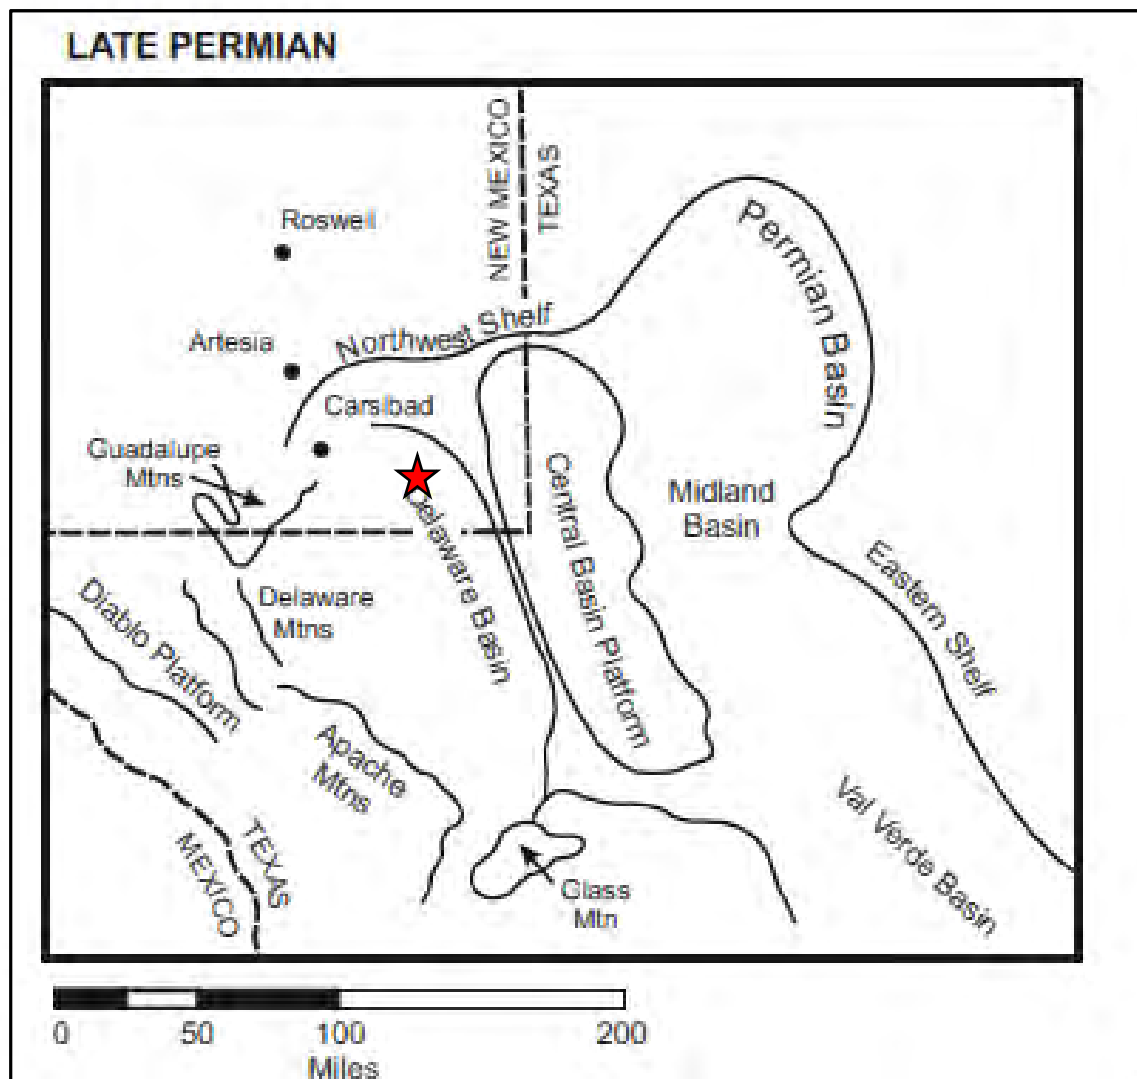 LATE PERMIAN
NEW MEXICO
TEXAS
Roswell
Permian Basin
Artesia
Northwest Shelf
Carslbad
Guadalupe
Mtns
Central Basin Platform
Midland
Basin
Delaware Basin
Eastern Shelf
Delaware
Mtns
Diablo Platform
Apache
Mtns
Val Verde Basin
TEXAS
MEXICO
Glass
Mtn
0 50 100 200
Miles